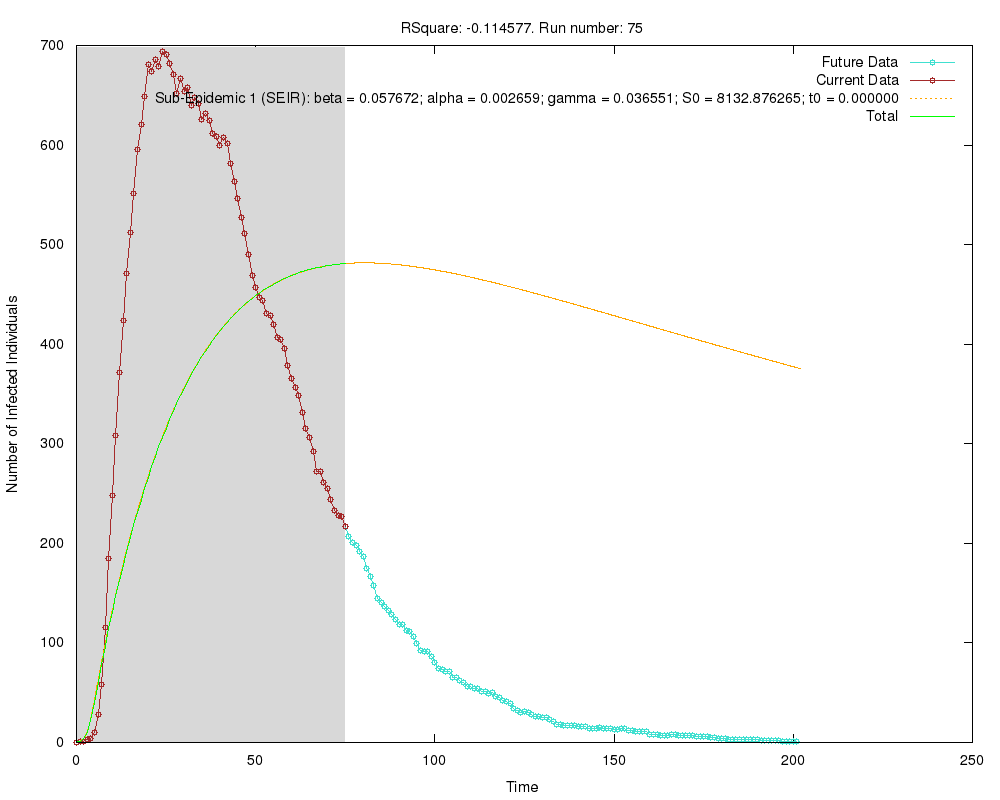 RSquare: -0.114577. Run number: 75
700
600
500
400
300
200
100
0
Number of Infected Individuals
Future Data
Current Data
Sub-Epidemic 1 (SEIR): beta = 0.057672; alpha = 0.002659; gamma = 0.036551; S0 = 8132.876265; t0 = 0.000000
Total
0 50 100 150 200 250
Time